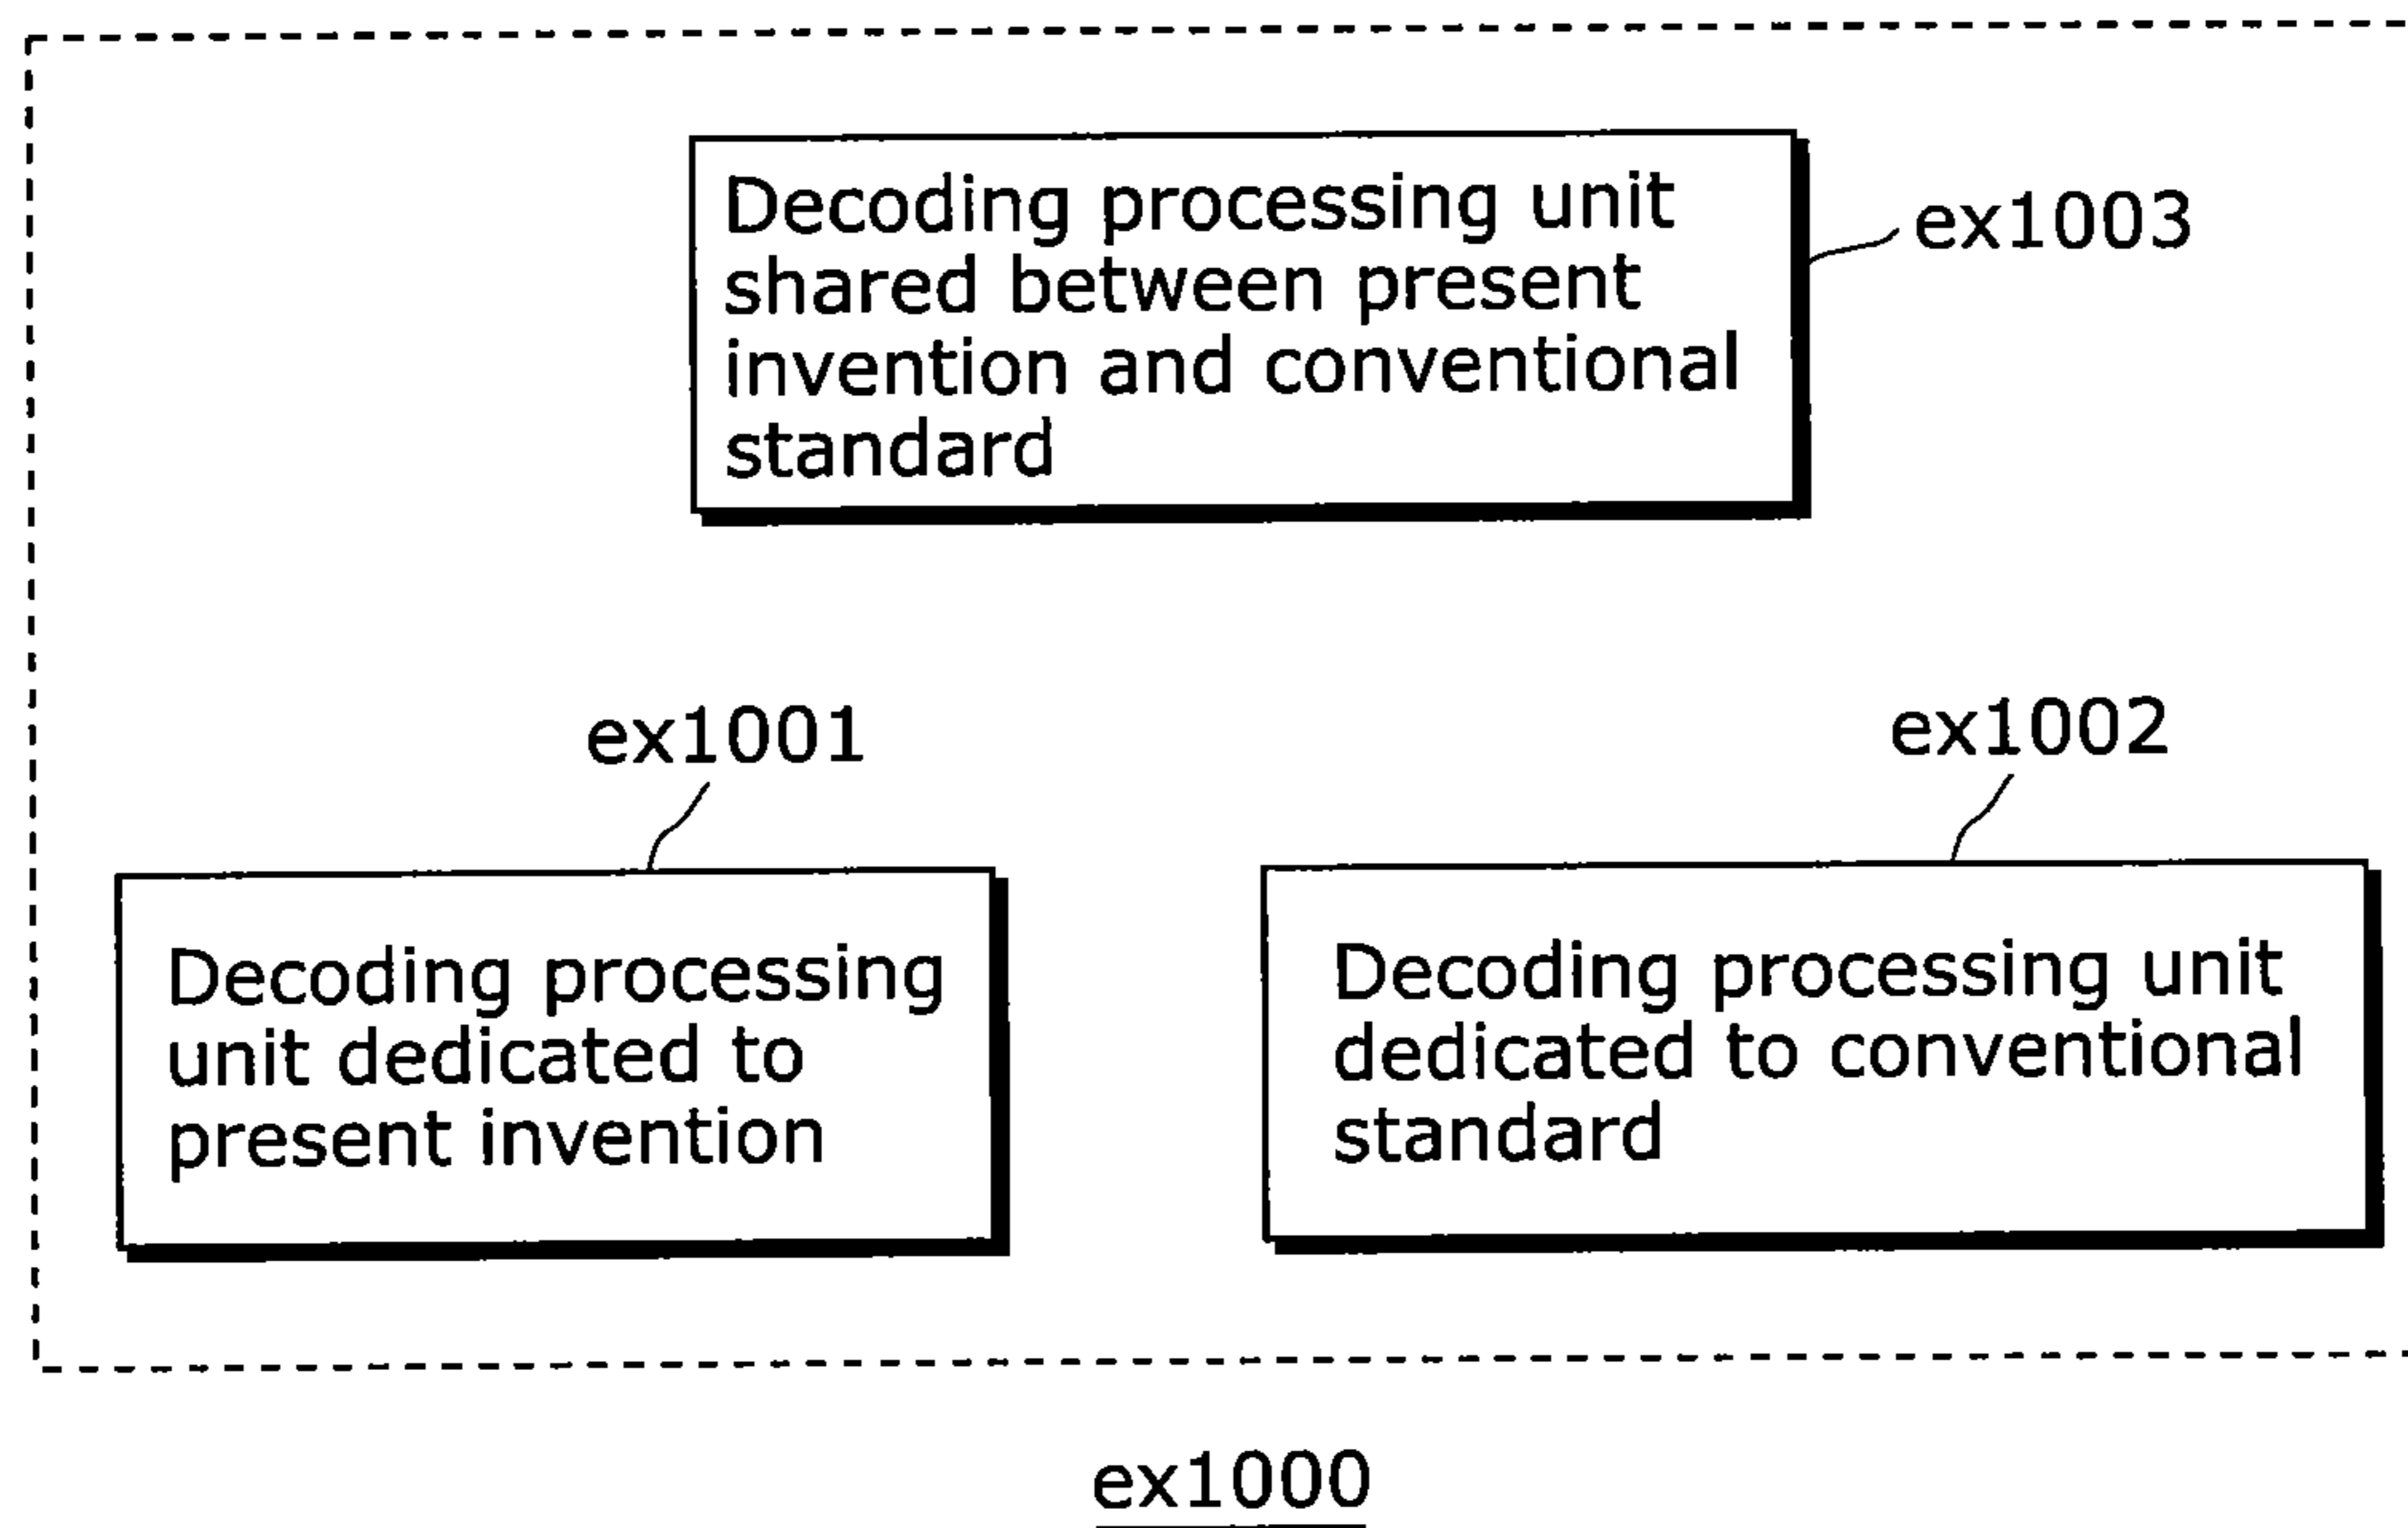 Decoding processing unit
shared between present
invention and conventional
standard
ex1003
ex1001
ex1002
Decoding processing
unit dedicated to
present invention
Decoding processing unit
dedicated to conventional
standard
ex1000